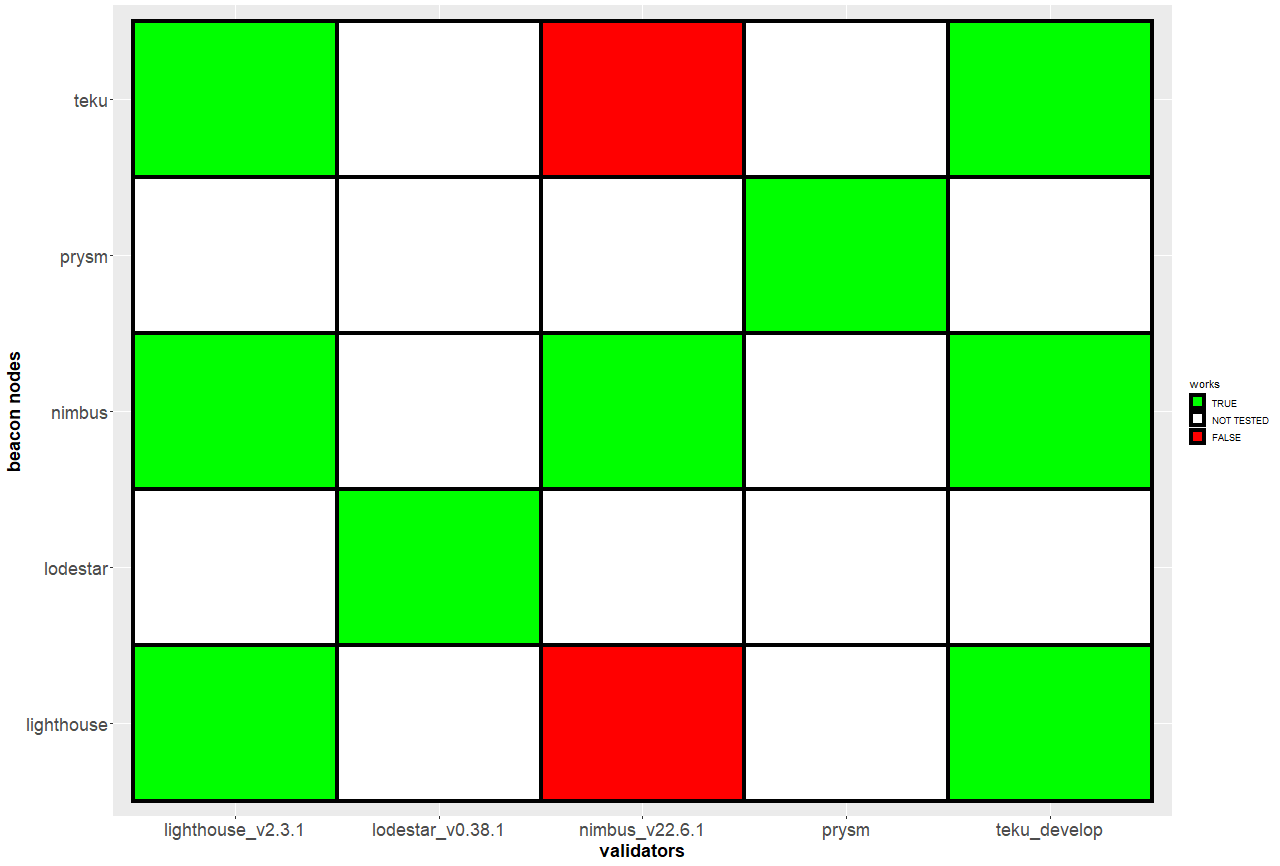 teku
prysm
nimbus
lodestar
lighthouse
beacon nodes
lighthouse_v2.3.1
lodestar_v0.38.1
nimbus_v22.6.1
prysm
teku_develop
validators
works
TRUE
NOT TESTED
FALSE